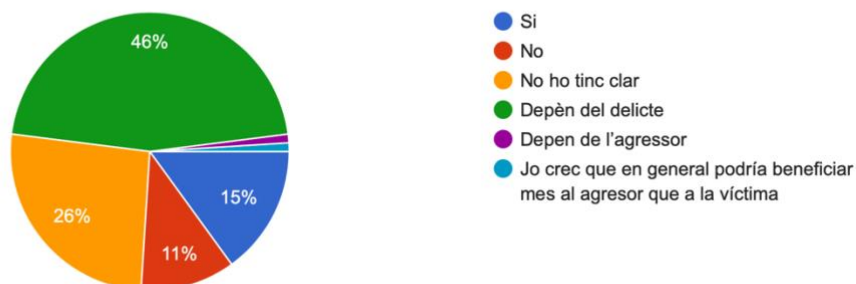 46%
26%
11%
15%
Si
No
No ho tinc clar
Depèn del delicte
Depen de l'agressor
Jo crec que en general podría beneficiar
mes al agresor que a la víctima